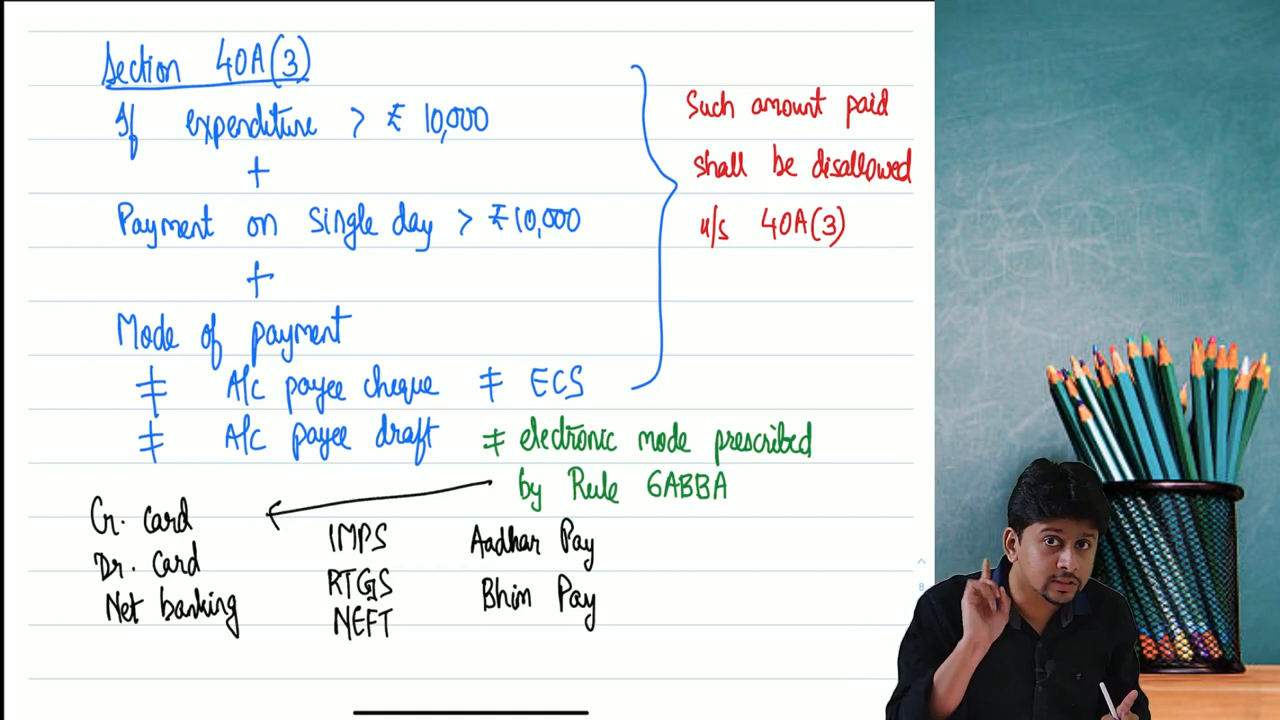 Section 40A(3)
If expenditure > ₹ 10,000
+
Payment on single day > ₹10,000
+
Mode of payment
≠ A/c payee cheque ≠ ECS
≠ A/c payee draft ≠ electronic mode prescribed
by Rule 6ABBA
Such amount paid
shall be disallowed
u/s 40A(3)
Cr. card
Dr. Card
Net banking
IMPS
RTGS
NEFT
Aadhar Pay
Bhim Pay
8